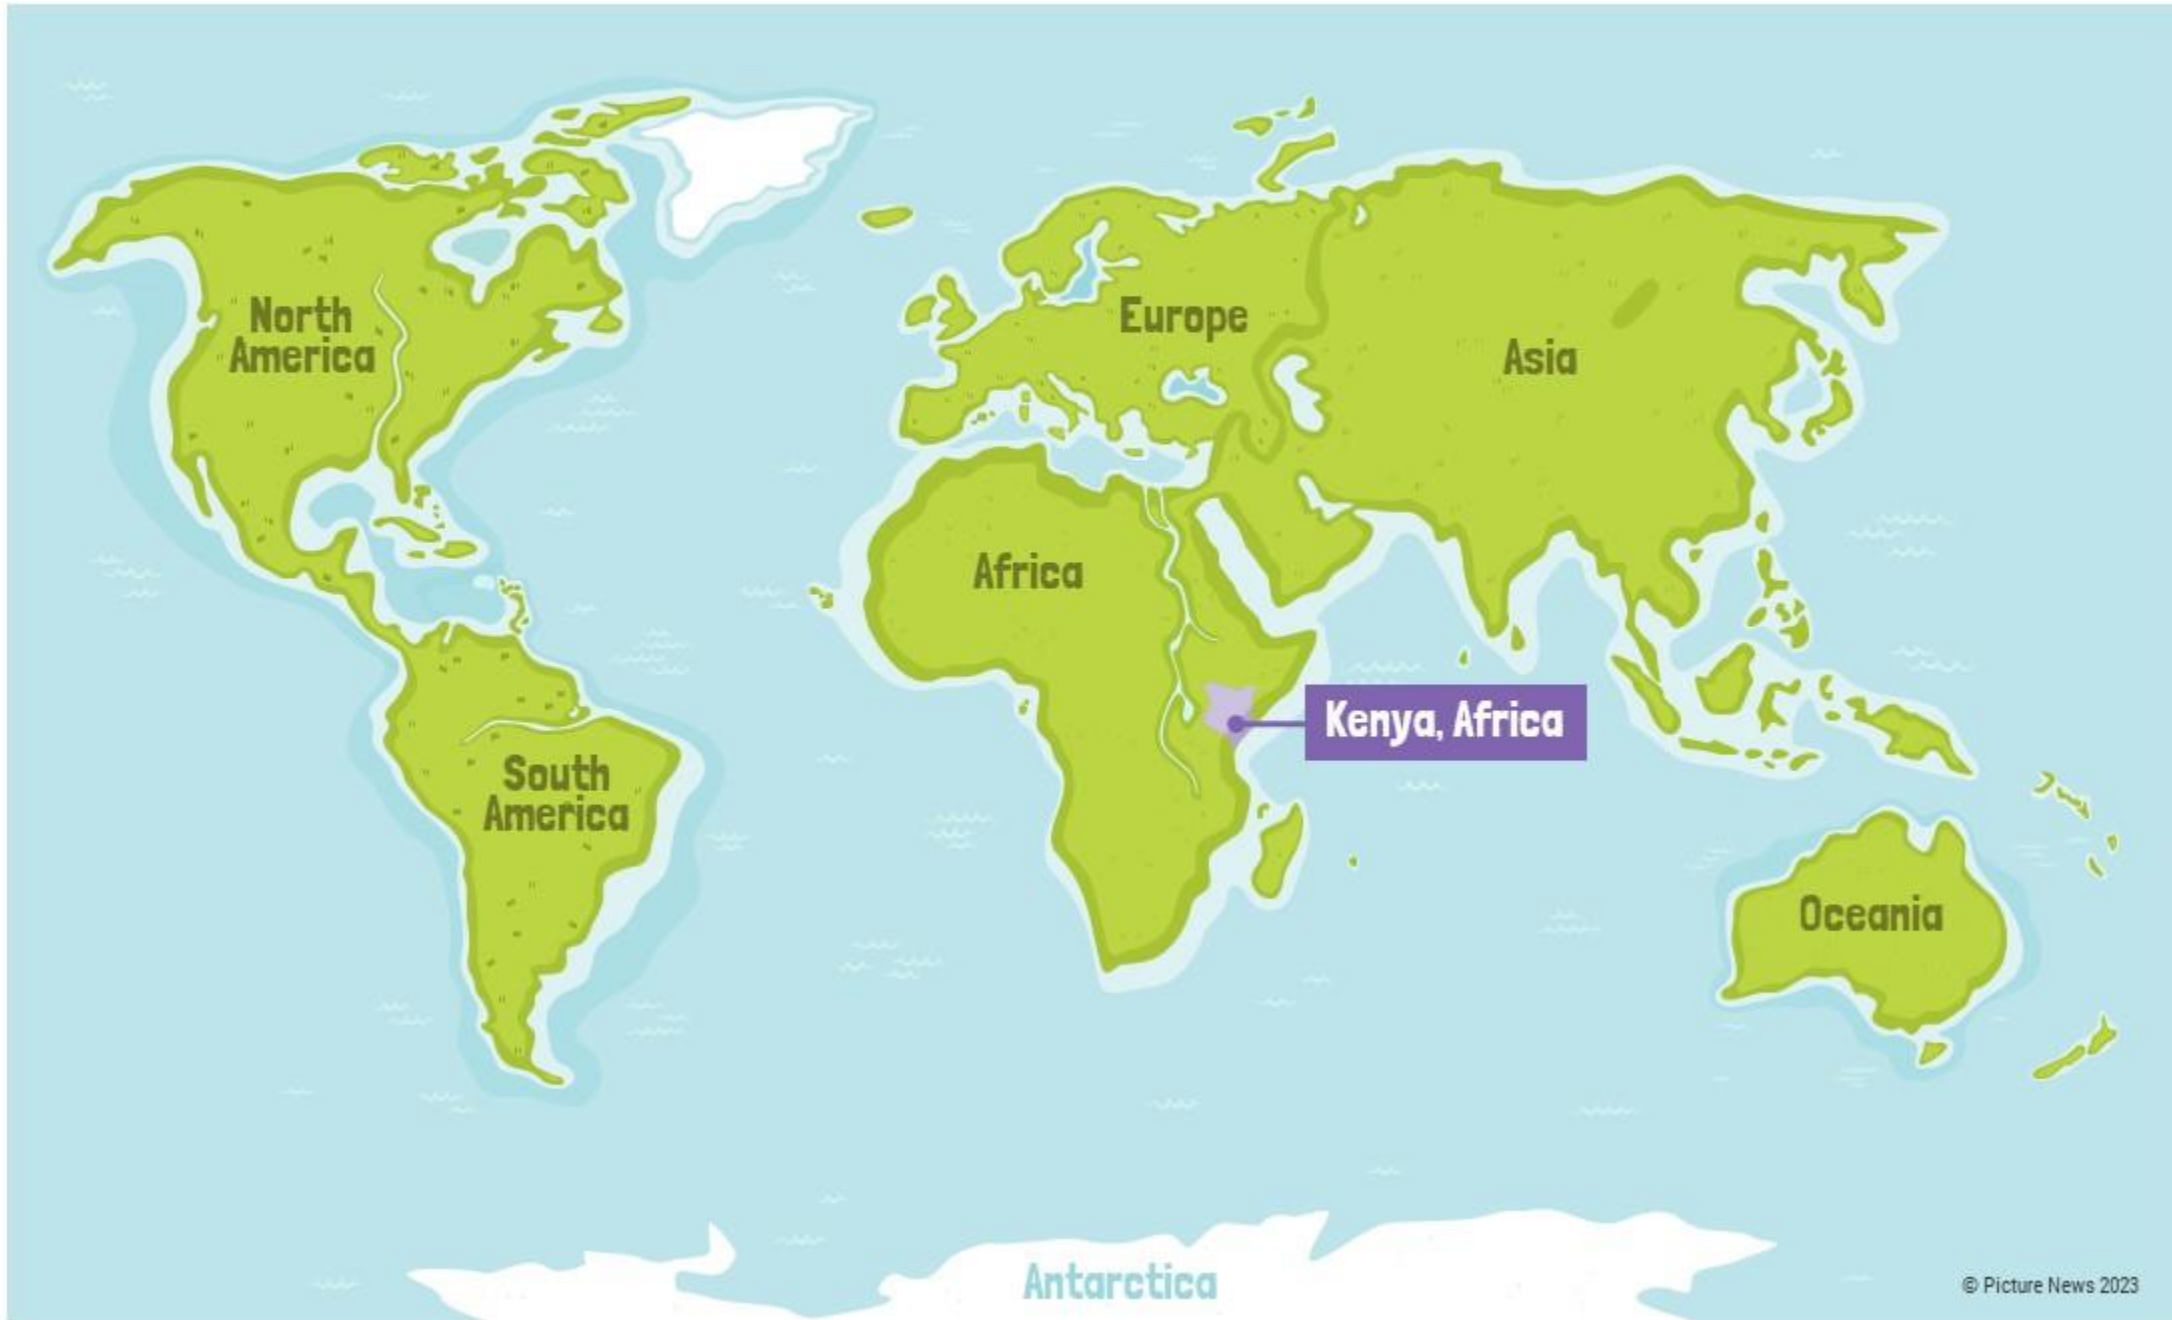 North
America
Europe
Asia
Africa
Kenya, Africa
South
America
Oceania
Antarctica
© Picture News 2023